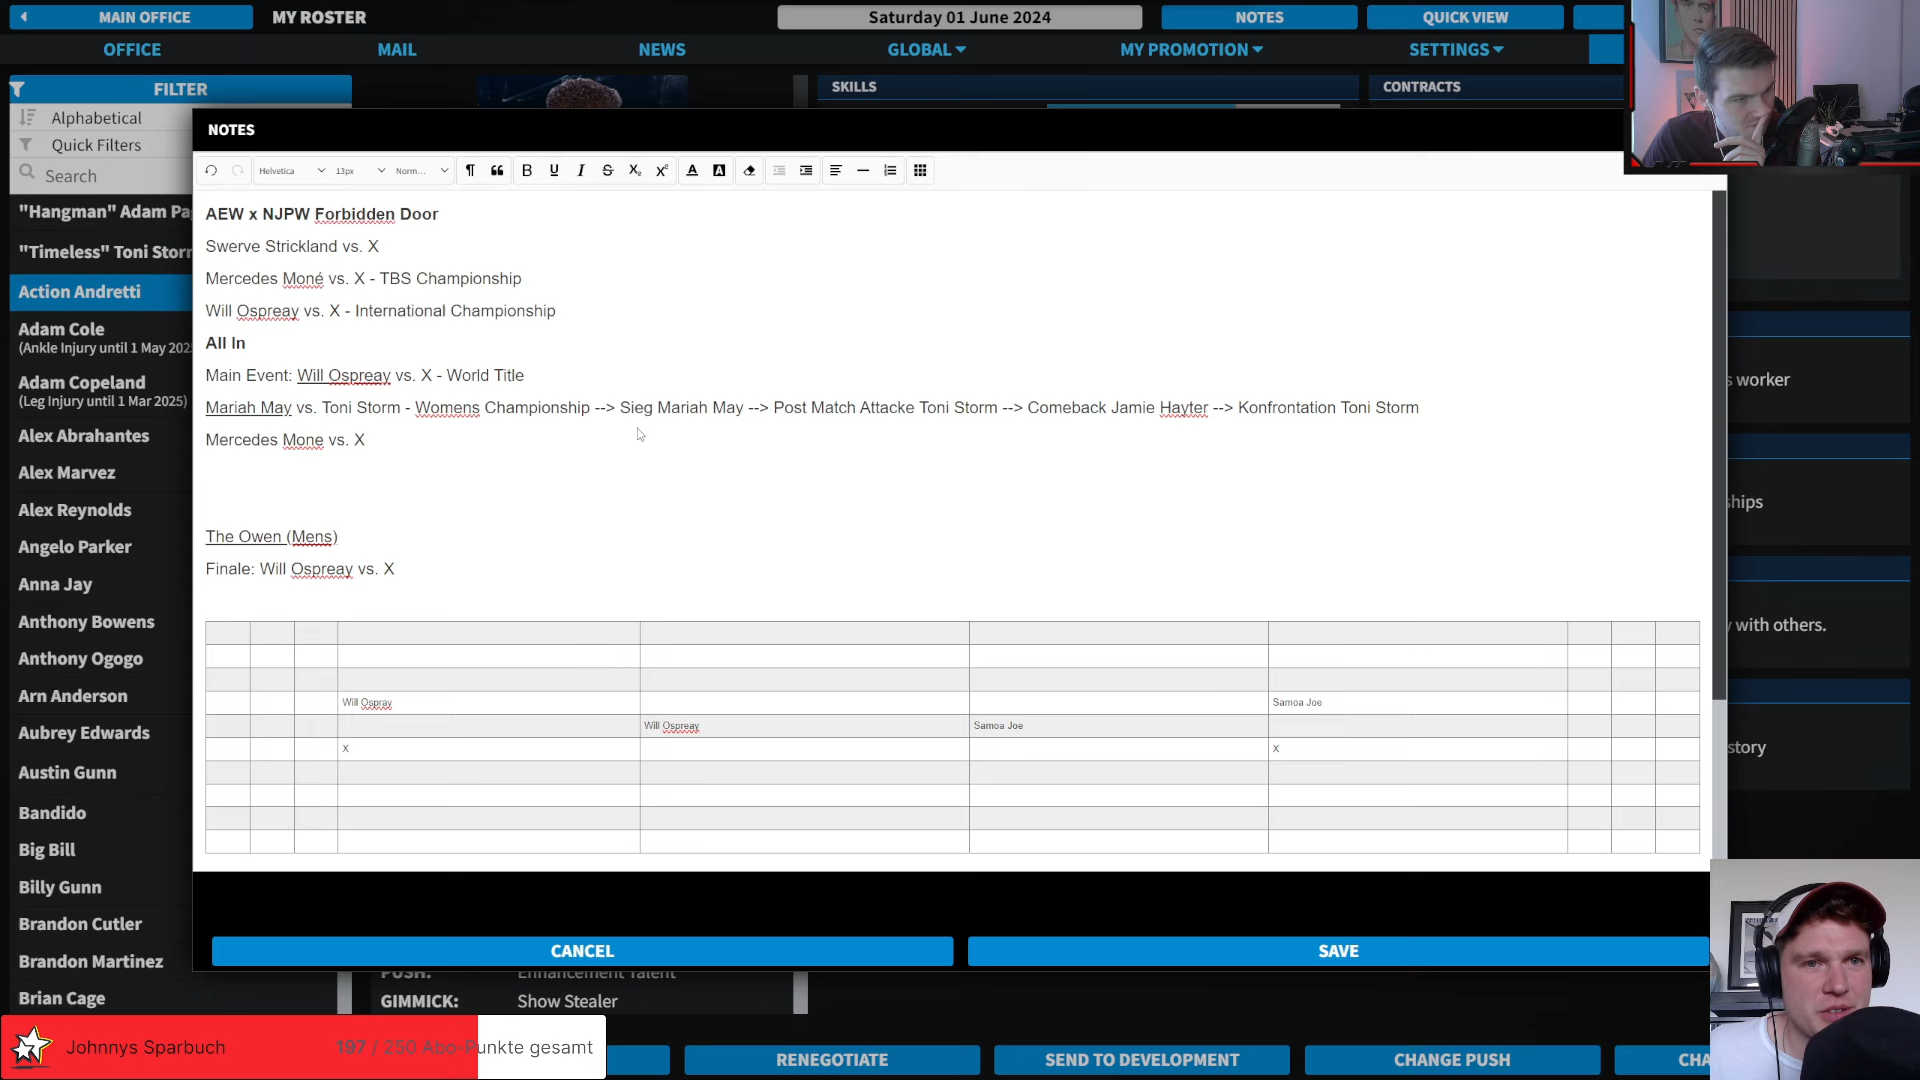 MAIN OFFICE
MY ROSTER
Saturday 01 June 2024
NOTES
QUICK VIEW
OFFICE
MAIL
NEWS
GLOBAL
MY PROMOTION
SETTINGS
FILTER
SKILLS
CONTRACTS
Alphabetical
Quick Filters
Search
"Hangman" Adam Pa
"Timeless" Toni Stor
Action Andretti
Adam Cole
(Ankle Injury until 1 May 202
Adam Copeland
(Leg Injury until 1 Mar 2025)
Alex Abrahantes
Alex Marvez
Alex Reynolds
Angelo Parker
Anna Jay
Anthony Bowens
Anthony Ogogo
Arn Anderson
Aubrey Edwards
Austin Gunn
Bandido
Big Bill
Billy Gunn
Brandon Cutler
Brandon Martinez
Brian Cage
NOTES
Helvetica
13px
Norm...
AEW x NJPW Forbidden Door
Swerve Strickland vs. X
Mercedes Moné vs. X - TBS Championship
Will Ospreay vs. X - International Championship
All In
Main Event: Will Ospreay vs. X - World Title
Mariah May vs. Toni Storm - Womens Championship --> Sieg Mariah May --> Post Match Attacke Toni Storm --> Comeback Jamie Hayter --> Konfrontation Toni Storm
Mercedes Mone vs. X
The Owen (Mens)
Finale: Will Ospreay vs. X
Will Ospray
Samoa Joe
Will Ospreay
Samoa Joe
X
X
CANCEL
SAVE
s worker
ships
with others.
story
PUSH:
Enhancement Talent
GIMMICK:
Show Stealer
Johnnys Sparbuch
197 / 250 Abo-Punkte gesamt
RENEGOTIATE
SEND TO DEVELOPMENT
CHANGE PUSH
CHA